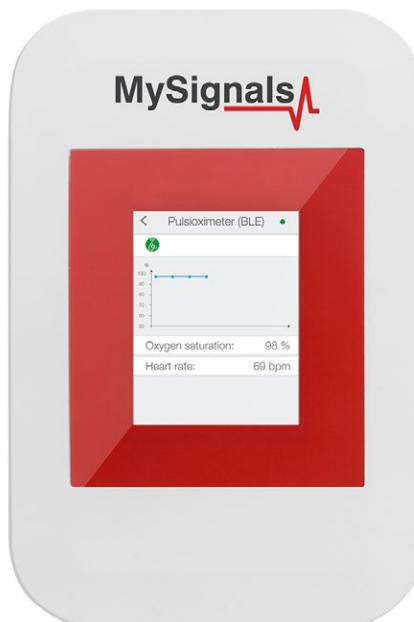 MySignals
Pulsioximeter (BLE)
%
100
90
80
70
60
50
Oxygen saturation: 98 %
Heart rate: 69 bpm